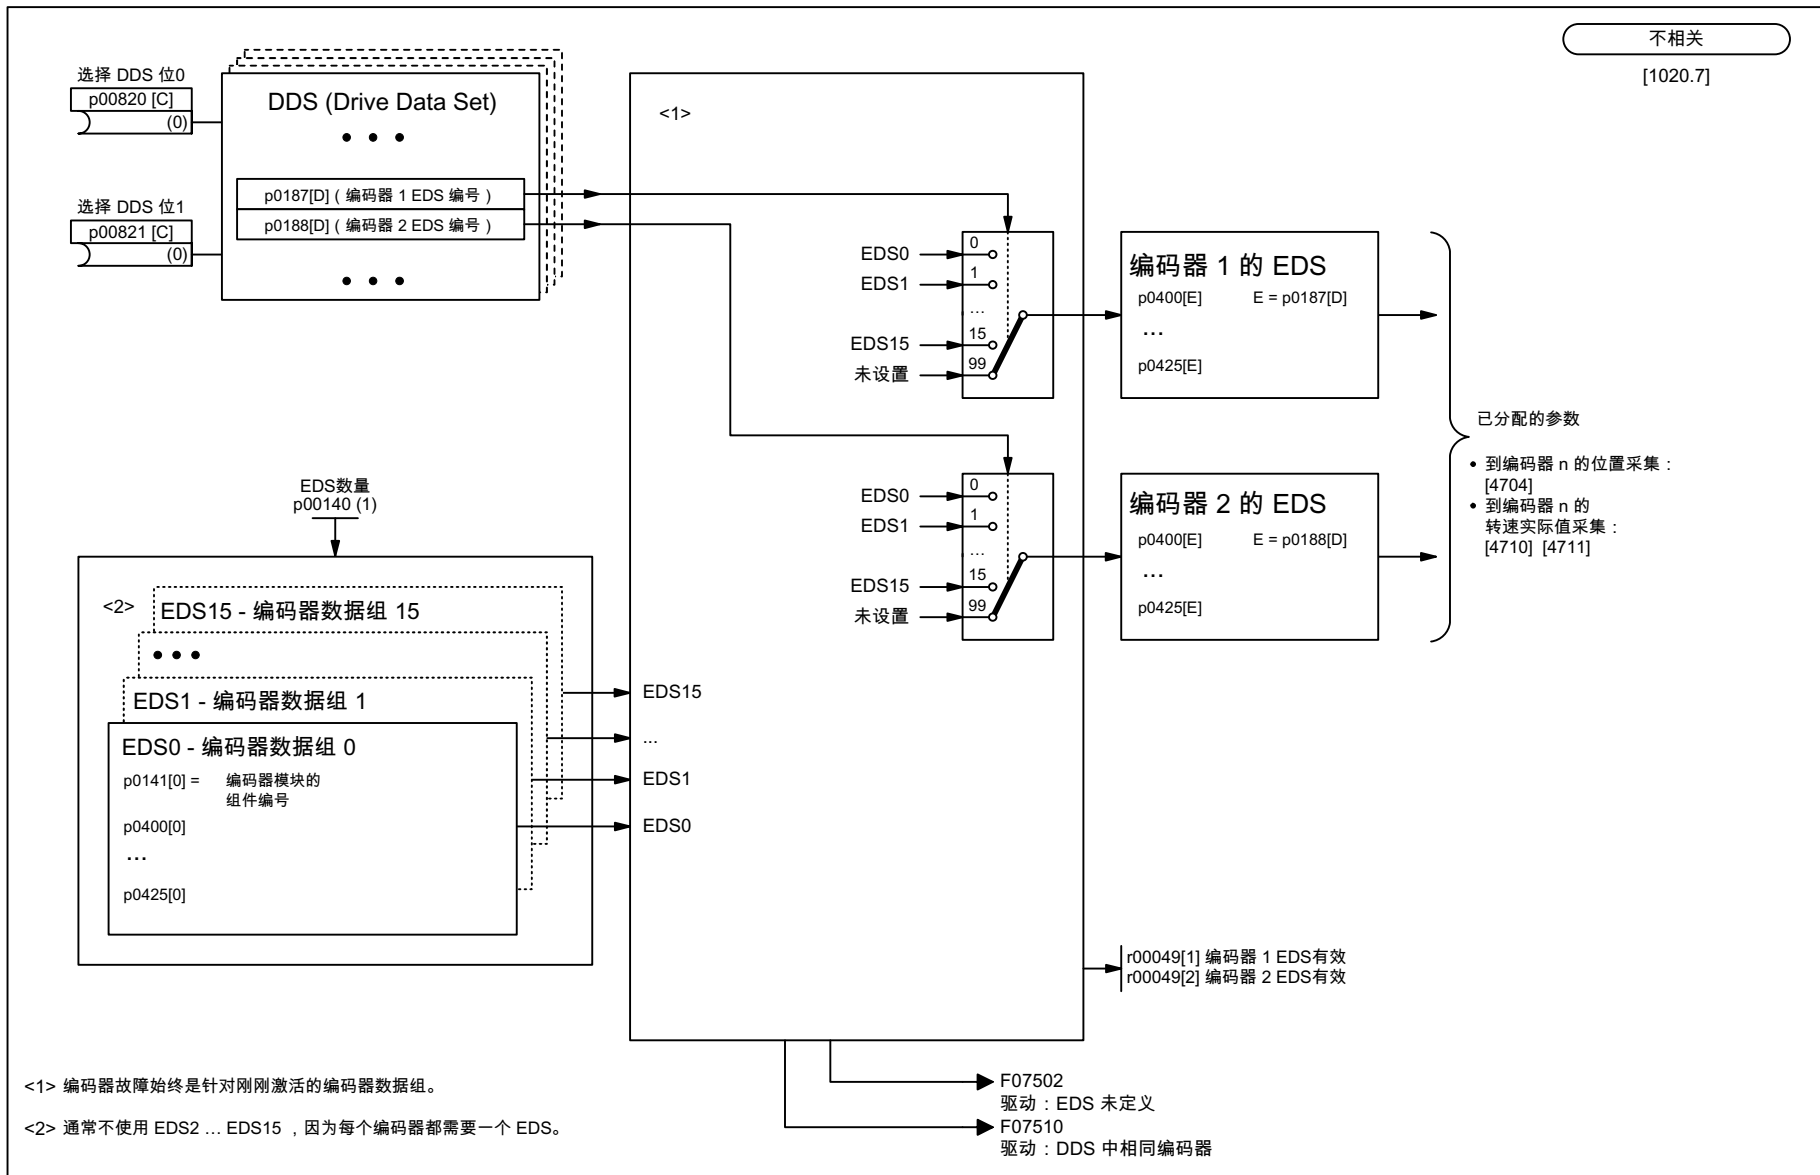 不相关
[1020.7]
选择 DDS 位0
p00820 [C]
(0)
选择 DDS 位1
p00821 [C]
(0)
DDS (Drive Data Set)
• • •
p0187[D] ( 编码器 1 EDS 编号 )
p0188[D] ( 编码器 2 EDS 编号 )
• • •
<1>
EDS0
EDS1
EDS15
未设置
0
1
...
15
99
编码器 1 的 EDS
p0400[E] E = p0187[D]
...
p0425[E]
EDS0
EDS1
EDS15
未设置
0
1
...
15
99
编码器 2 的 EDS
p0400[E] E = p0188[D]
...
p0425[E]
已分配的参数
• 到编码器 n 的位置采集 :
[4704]
• 到编码器 n 的
转速实际值采集 :
[4710] [4711]
EDS数量
p00140 (1)
<2>
EDS15 - 编码器数据组 15
• • •
EDS1 - 编码器数据组 1
EDS0 - 编码器数据组 0
p0141[0] = 编码器模块的
组件编号
p0400[0]
...
p0425[0]
EDS15
...
EDS1
EDS0
r00049[1] 编码器 1 EDS有效
r00049[2] 编码器 2 EDS有效
F07502
驱动 : EDS 未定义
F07510
驱动 : DDS 中相同编码器
<1> 编码器故障始终是针对刚刚激活的编码器数据组。
<2> 通常不使用 EDS2 ... EDS15 , 因为每个编码器都需要一个 EDS。